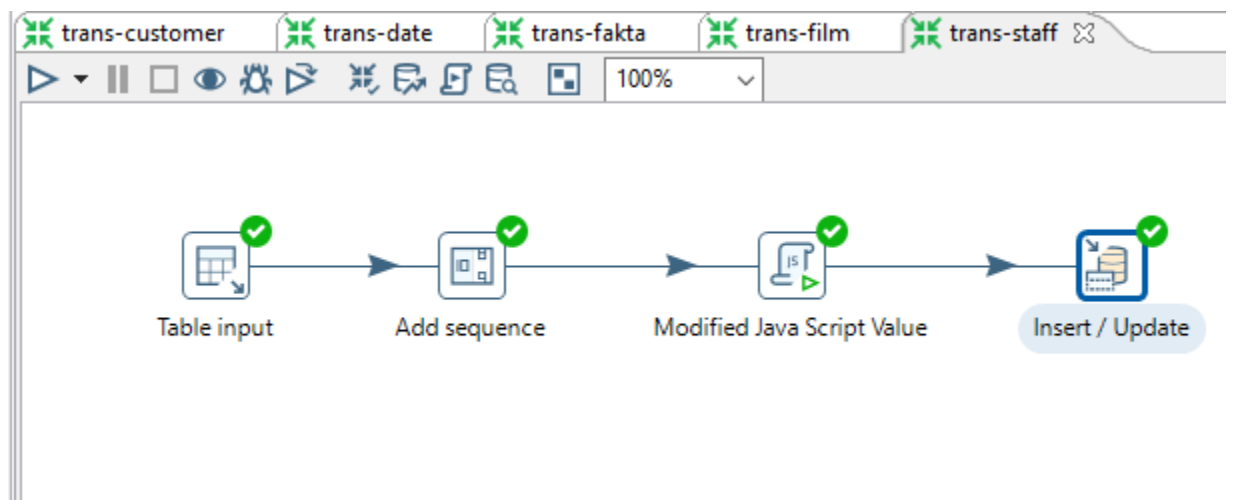 trans-customer trans-date trans-fakta trans-film trans-staff
100%
Table input Add sequence Modified Java Script Value Insert / Update